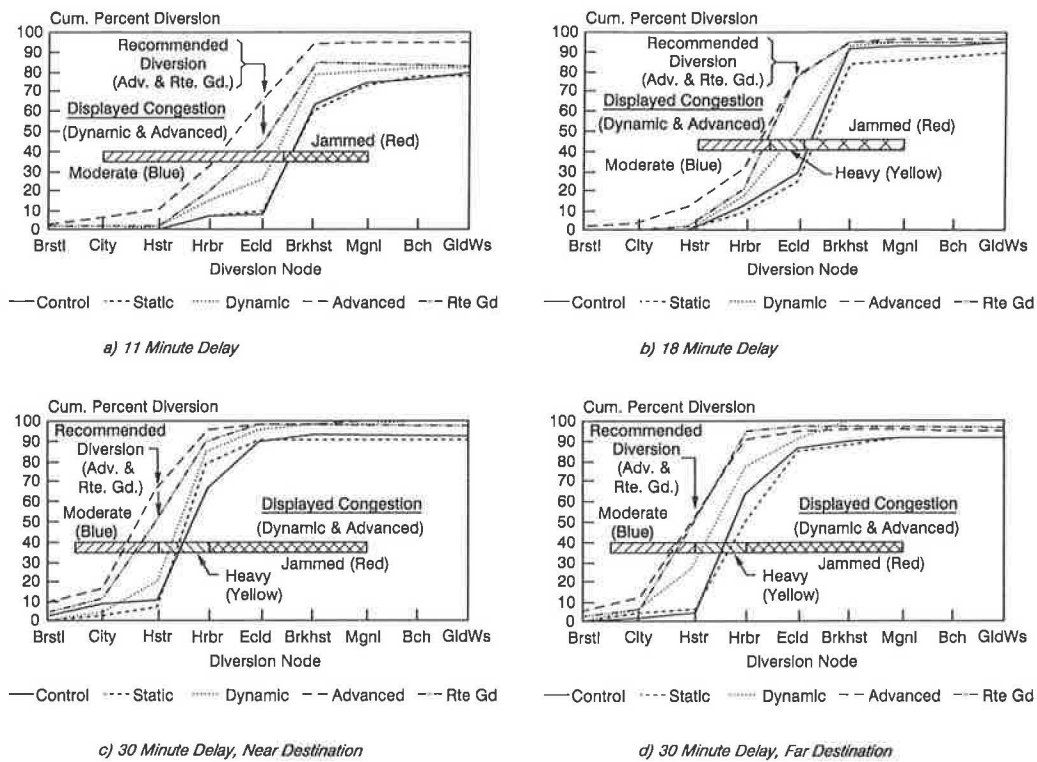 Cum. Percent Diversion
100
90
80
70
60
50
40
30
20
10
0
Recommended
Diversion
(Adv. & Rte. Gd.)
Displayed Congestion
(Dynamic & Advanced)
Jammed (Red)
Moderate (Blue)
Brstl City Hstr Hrbr Ecld Brkhst Mgnl Bch GldWs
Diversion Node
Control Static Dynamic Advanced Rte Gd
a) 11 Minute Delay
Cum. Percent Diversion
100
90
80
70
60
50
40
30
20
10
0
Recommended
Diversion
(Adv. & Rte. Gd.)
Displayed Congestion
(Dynamic & Advanced)
Jammed (Red)
Moderate (Blue)
Heavy (Yellow)
Brstl City Hstr Hrbr Ecld Brkhst Mgnl Bch GldWs
Diversion Node
Control Static Dynamic Advanced Rte Gd
b) 18 Minute Delay
Cum. Percent Diversion
100
90
80
70
60
50
40
30
20
10
0
Recommended
Diversion
(Adv. &
Rte. Gd.)
Moderate
(Blue)
Displayed Congestion
(Dynamic & Advanced)
Jammed (Red)
Heavy
(Yellow)
Brstl City Hstr Hrbr Ecld Brkhst Mgnl Bch GldWs
Diversion Node
Control Static Dynamic Advanced Rte Gd
c) 30 Minute Delay, Near Destination
Cum. Percent Diversion
100
90
80
70
60
50
40
30
20
10
0
Recommended
Diversion
(Adv. &
Rte. Gd.)
Moderate
(Blue)
Displayed Congestion
(Dynamic & Advanced)
Jammed (Red)
Heavy
(Yellow)
Brstl City Hstr Hrbr Ecld Brkhst Mgnl Bch GldWs
Diversion Node
Control Static Dynamic Advanced Rte Gd
d) 30 Minute Delay, Far Destination